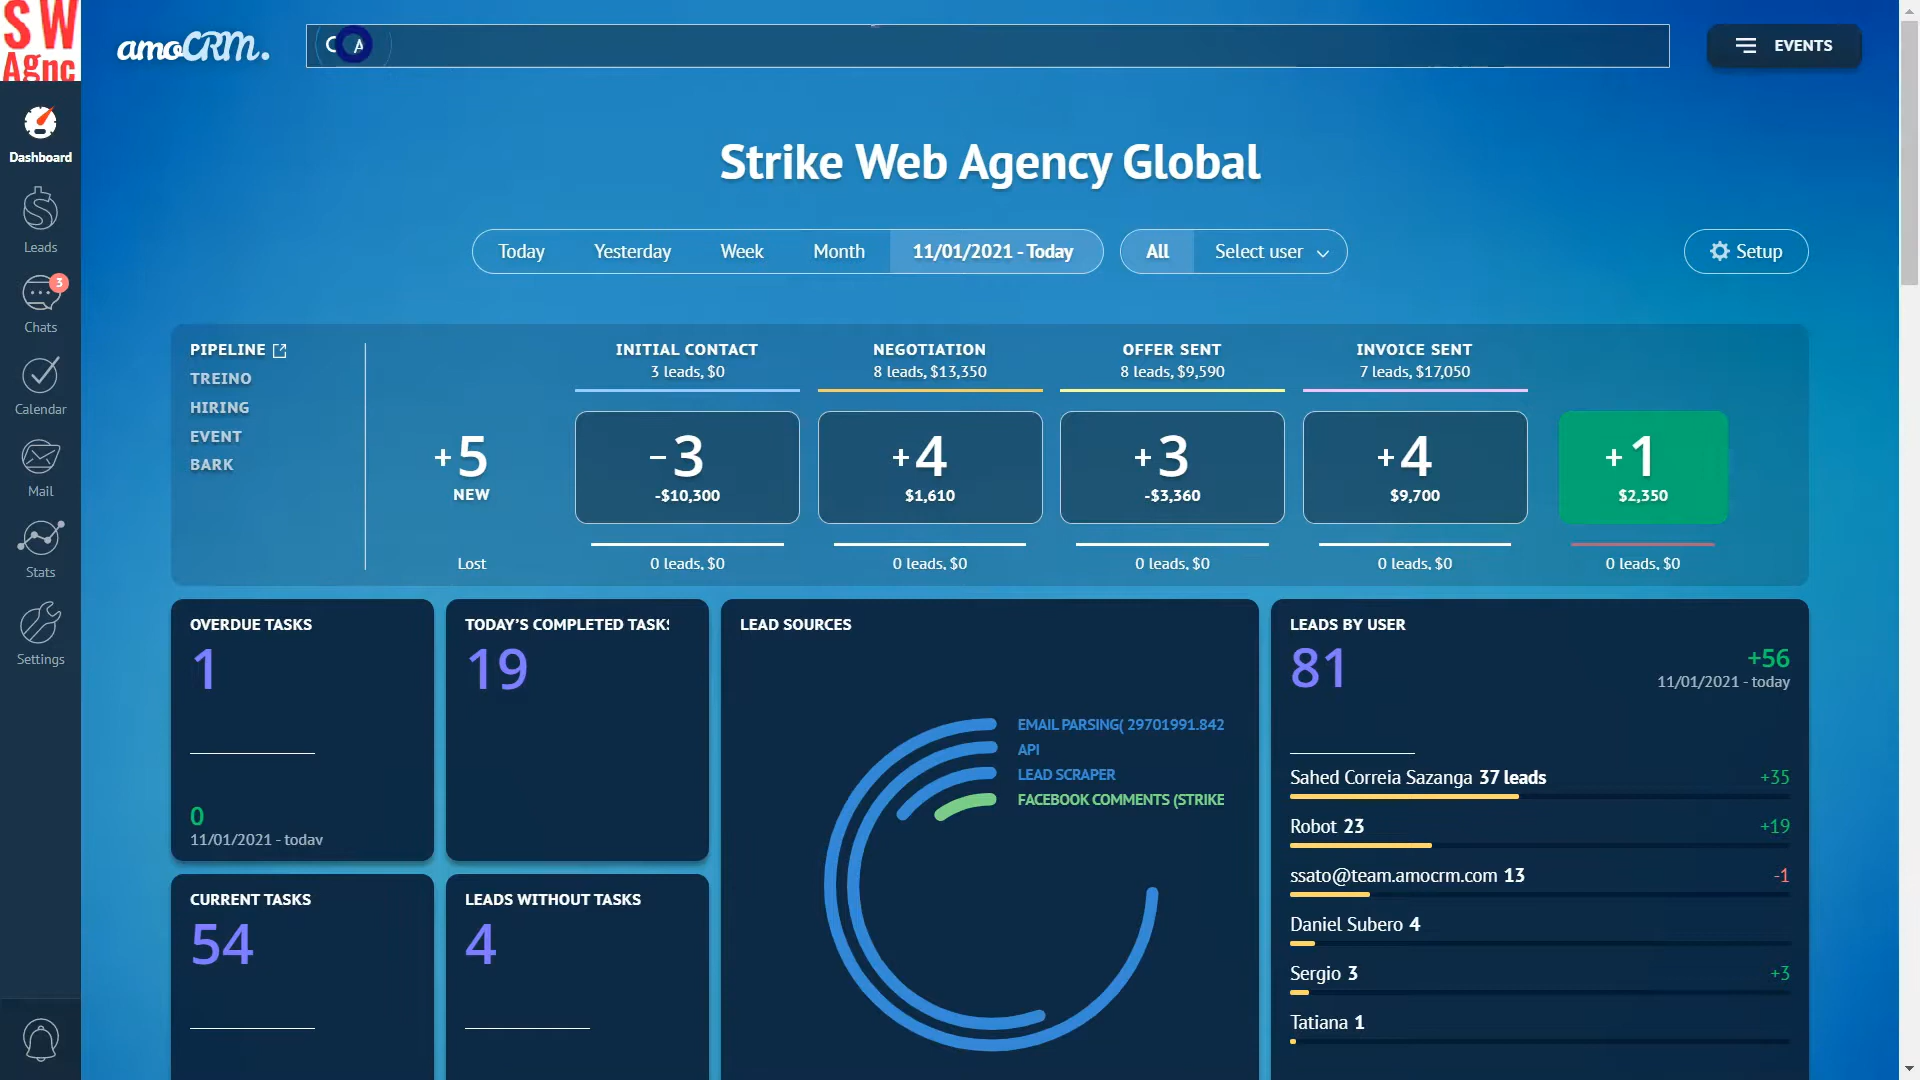 SW
Agnc
amoCRM.
EVENTS
Dashboard
Leads
3
Chats
Calendar
Mail
Stats
Settings
Strike Web Agency Global
Today
Yesterday
Week
Month
11/01/2021 - Today
All
Select user
Setup
PIPELINE
TREINO
HIRING
EVENT
BARK
+5
NEW
Lost
INITIAL CONTACT
3 leads, $0
−3
-$10,300
0 leads, $0
NEGOTIATION
8 leads, $13,350
+4
$1,610
0 leads, $0
OFFER SENT
8 leads, $9,590
+3
-$3,360
0 leads, $0
INVOICE SENT
7 leads, $17,050
+4
$9,700
0 leads, $0
+1
$2,350
0 leads, $0
OVERDUE TASKS
1
0
11/01/2021 - today
TODAY’S COMPLETED TASKS
19
LEAD SOURCES
EMAIL PARSING( 29701991.842
API
LEAD SCRAPER
FACEBOOK COMMENTS (STRIKE
LEADS BY USER
81
+56
11/01/2021 - today
Sahed Correia Sazanga 37 leads +35
Robot 23 +19
ssato@team.amocrm.com 13 -1
Daniel Subero 4
Sergio 3 +3
Tatiana 1
CURRENT TASKS
54
LEADS WITHOUT TASKS
4